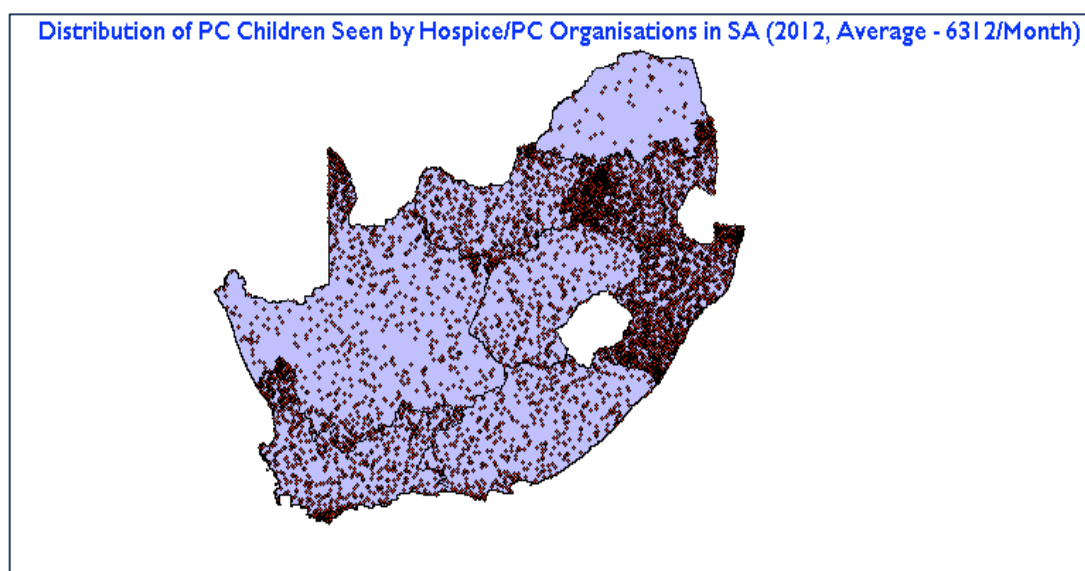 Distribution of PC Children Seen by Hospice/PC Organisations in SA (2012, Average - 6312/Month)